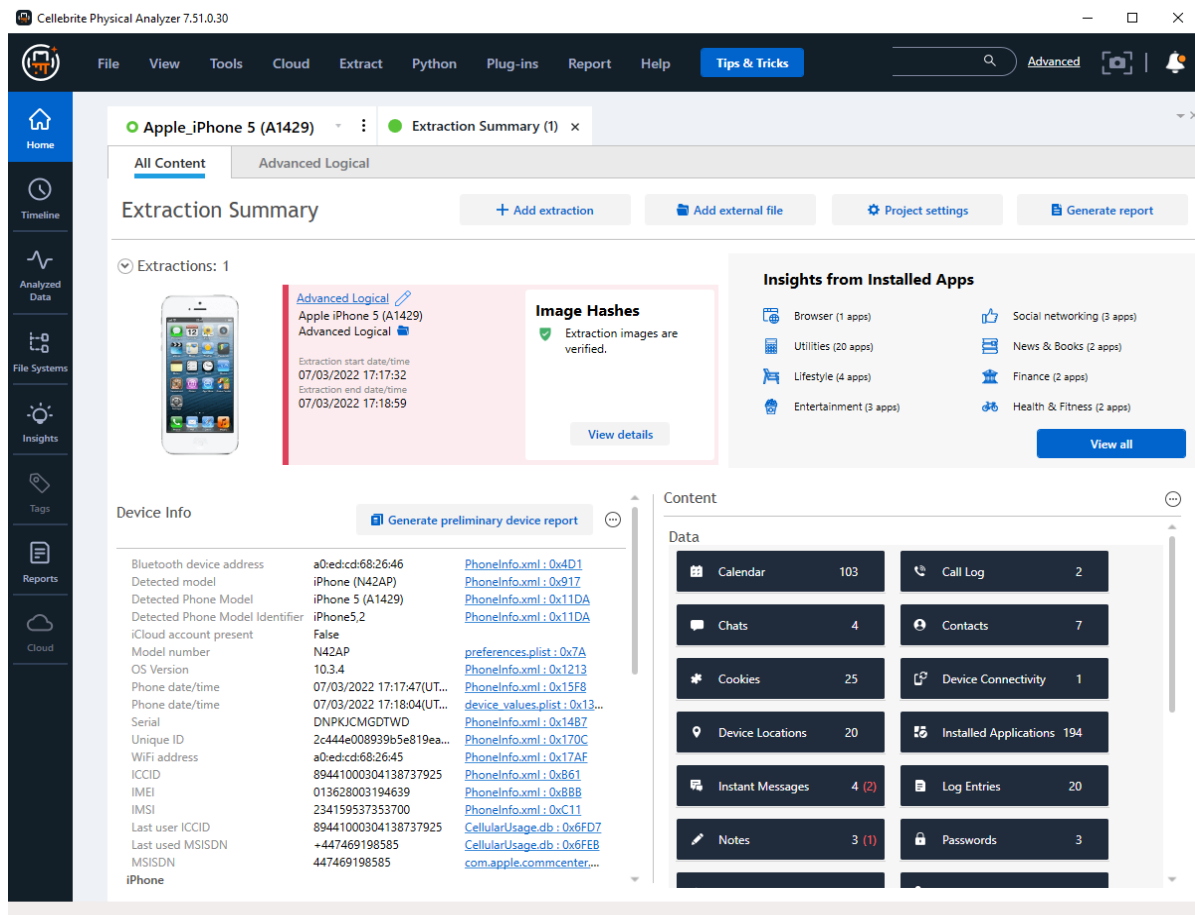 Cellebrite Physical Analyzer 7.51.0.30
File View Tools Cloud Extract Python Plug-ins Report Help Tips & Tricks Advanced
Home
Timeline
Analyzed
Data
File Systems
Insights
Tags
Reports
Cloud
Apple_iPhone 5 (A1429) Extraction Summary (1)
All Content Advanced Logical
Extraction Summary
+ Add extraction Add external file Project settings Generate report
Extractions: 1
Advanced Logical
Apple iPhone 5 (A1429)
Advanced Logical
Extraction start date/time
07/03/2022 17:17:32
Extraction end date/time
07/03/2022 17:18:59
Image Hashes
Extraction images are
verified.
View details
Insights from Installed Apps
Browser (1 apps) Social networking (3 apps)
Utilities (20 apps) News & Books (2 apps)
Lifestyle (4 apps) Finance (2 apps)
Entertainment (3 apps) Health & Fitness (2 apps)
View all
Device Info
Generate preliminary device report
Bluetooth device address a0:ed:cd:68:26:46 PhoneInfo.xml : 0x4D1
Detected model iPhone (N42AP) PhoneInfo.xml : 0x917
Detected Phone Model iPhone 5 (A1429) PhoneInfo.xml : 0x11DA
Detected Phone Model Identifier iPhone5,2 PhoneInfo.xml : 0x11DA
iCloud account present False
Model number N42AP preferences.plist : 0x7A
OS Version 10.3.4 PhoneInfo.xml : 0x1213
Phone date/time 07/03/2022 17:17:47(UT... PhoneInfo.xml : 0x15F8
Phone date/time 07/03/2022 17:18:04(UT... device_values.plist : 0x13...
Serial DNPKJCMGDTWD PhoneInfo.xml : 0x14B7
Unique ID 2c444e008939b5e819ea... PhoneInfo.xml : 0x170C
WiFi address a0:ed:cd:68:26:45 PhoneInfo.xml : 0x17AF
ICCID 89441000304138737925 PhoneInfo.xml : 0xB61
IMEI 013628003194639 PhoneInfo.xml : 0xBBB
IMSI 234159537353700 PhoneInfo.xml : 0xC11
Last user ICCID 89441000304138737925 CellularUsage.db : 0x6FD7
Last used MSISDN +447469198585 CellularUsage.db : 0x6FEB
MSISDN 447469198585 com.apple.commcenter....
iPhone
Content
Data
Calendar 103 Call Log 2
Chats 4 Contacts 7
Cookies 25 Device Connectivity 1
Device Locations 20 Installed Applications 194
Instant Messages 4 (2) Log Entries 20
Notes 3 (1) Passwords 3